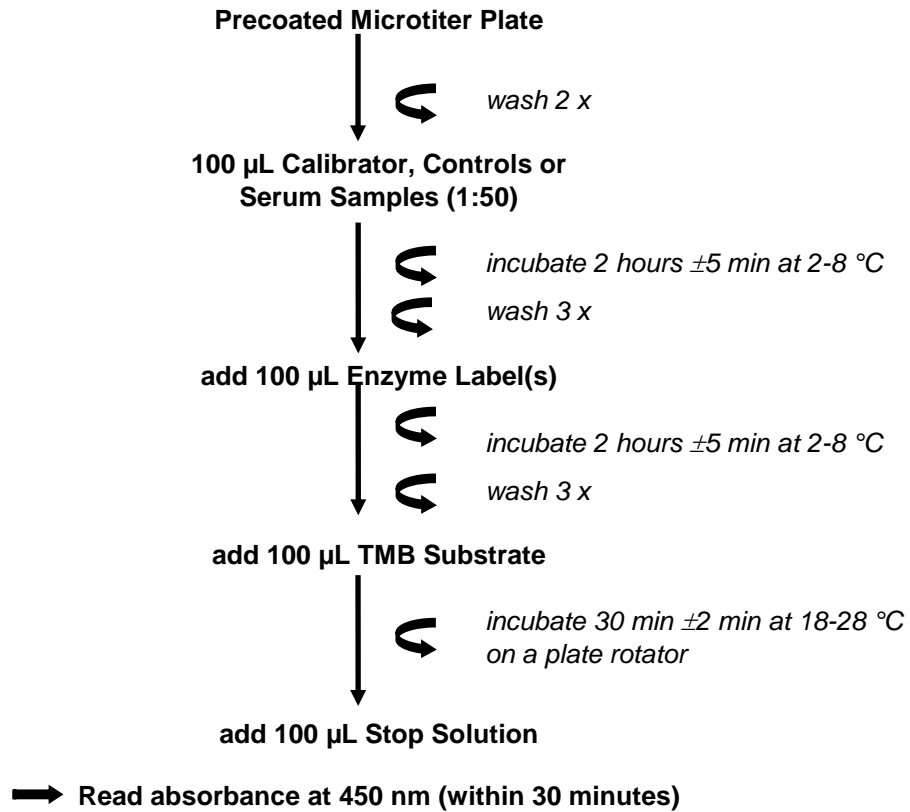 Precoated Microtiter Plate
wash 2 x
100 µL Calibrator, Controls or
Serum Samples (1:50)
incubate 2 hours ±5 min at 2-8 °C
wash 3 x
add 100 µL Enzyme Label(s)
incubate 2 hours ±5 min at 2-8 °C
wash 3 x
add 100 µL TMB Substrate
incubate 30 min ±2 min at 18-28 °C
on a plate rotator
add 100 µL Stop Solution
Read absorbance at 450 nm (within 30 minutes)